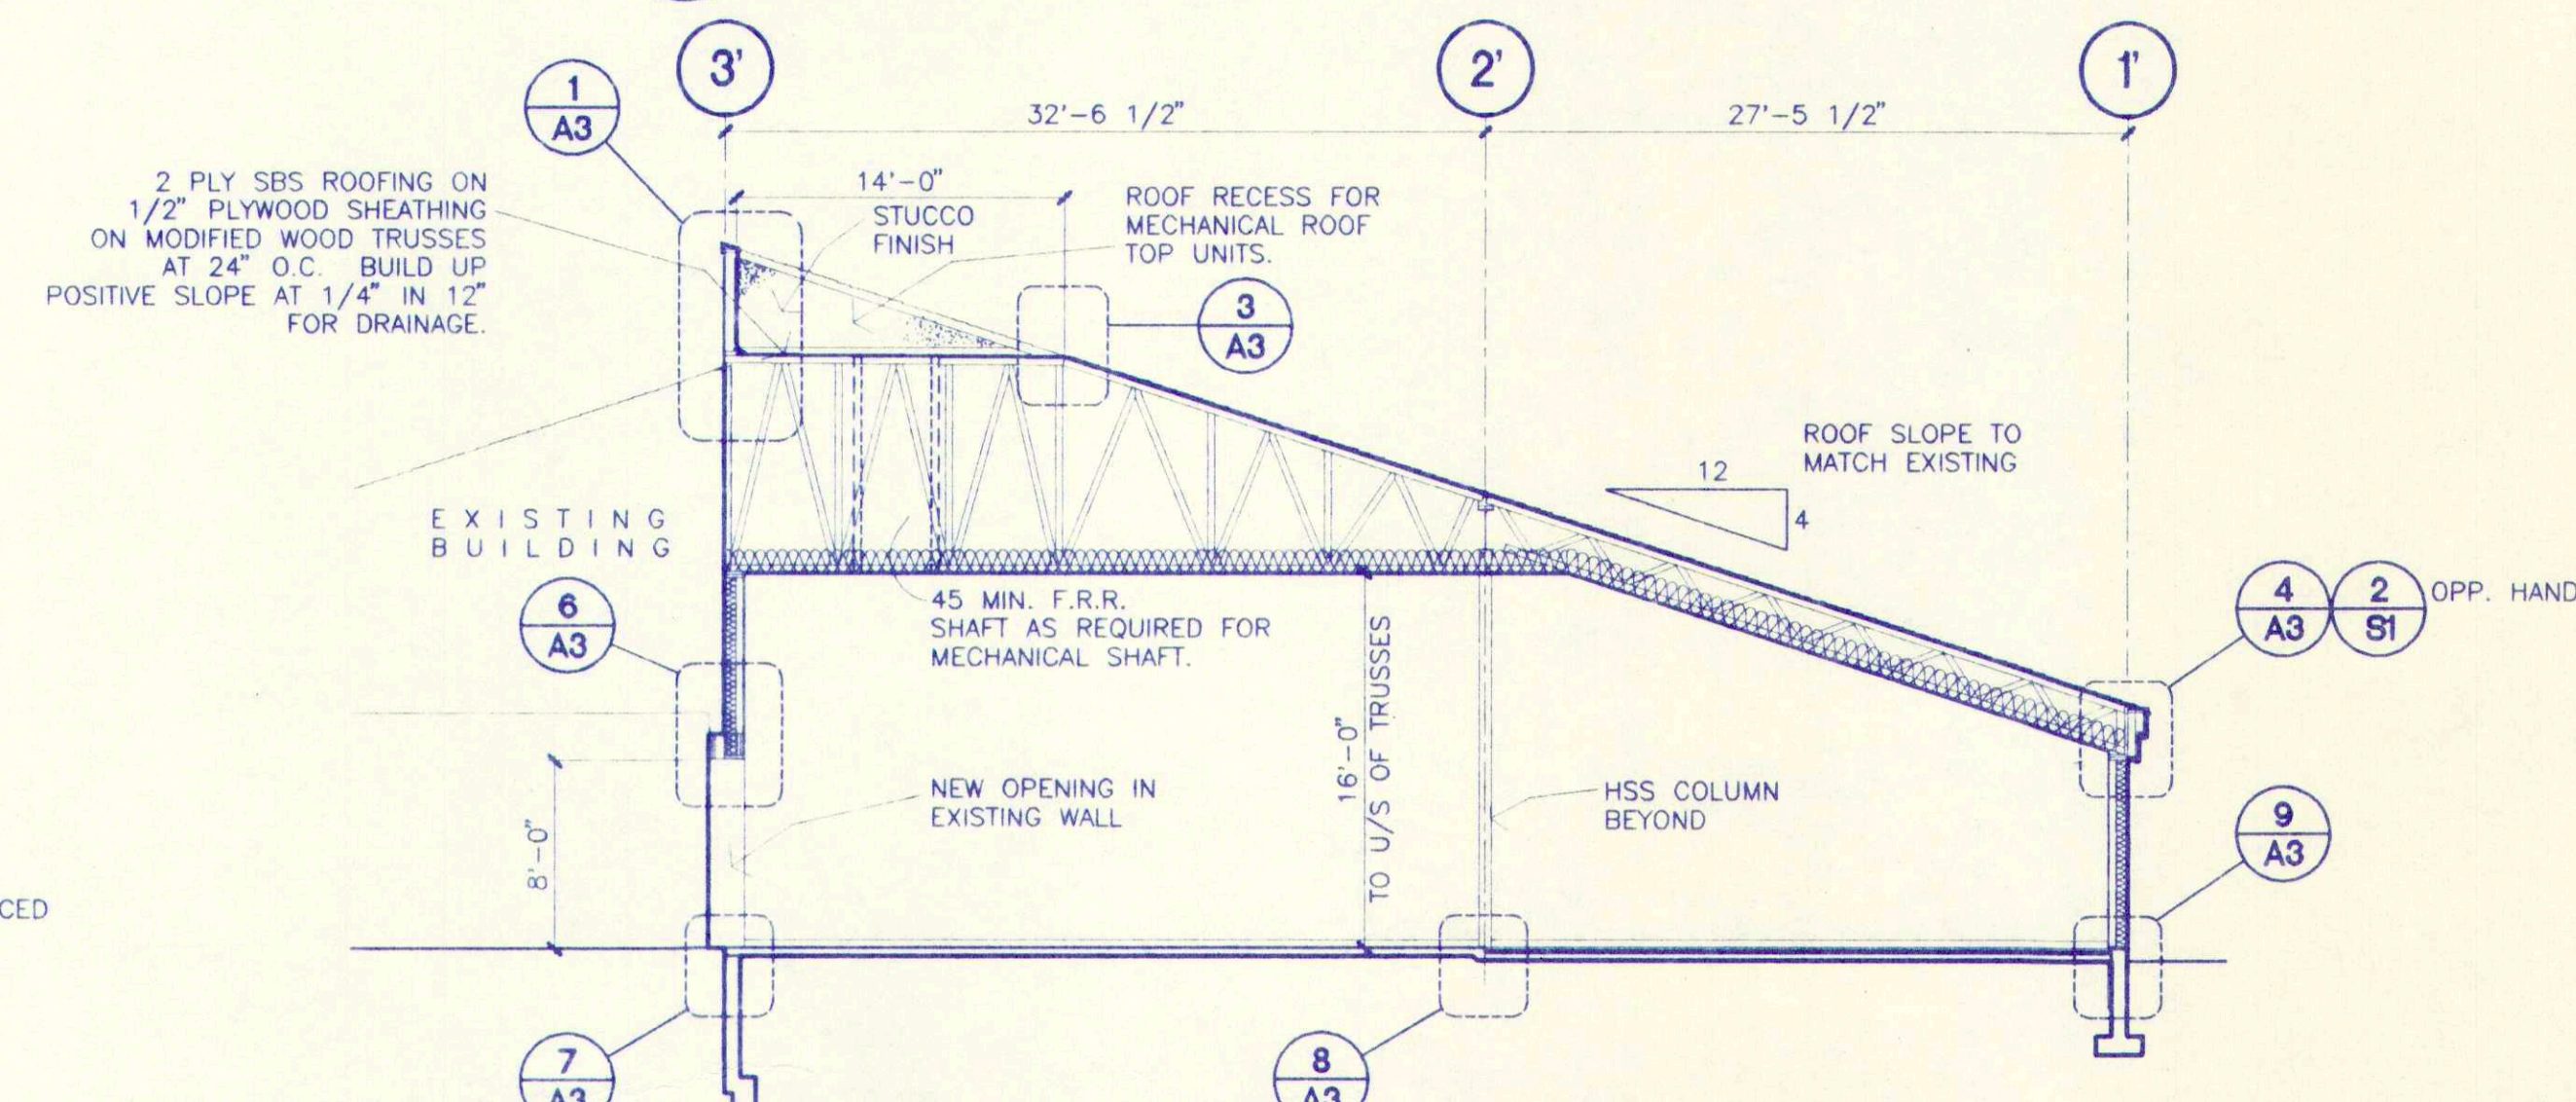 3'
2'
1'
1
A3
32'-6 1/2"
27'-5 1/2"
2 PLY SBS ROOFING ON
1/2" PLYWOOD SHEATHING
ON MODIFIED WOOD TRUSSES
AT 24" O.C. BUILD UP
POSITIVE SLOPE AT 1/4" IN 12"
FOR DRAINAGE.
14'-0"
STUCCO
FINISH
ROOF RECESS FOR
MECHANICAL ROOF
TOP UNITS.
3
A3
ROOF SLOPE TO
MATCH EXISTING
12
4
EXISTING
BUILDING
6
A3
45 MIN. F.R.R.
SHAFT AS REQUIRED FOR
MECHANICAL SHAFT.
16'-0"
TO U/S OF TRUSSES
4
A3
2
S1
OPP. HAND
NEW OPENING IN
EXISTING WALL
HSS COLUMN
BEYOND
8'-0"
9
A3
CED
7
A3
8
A3